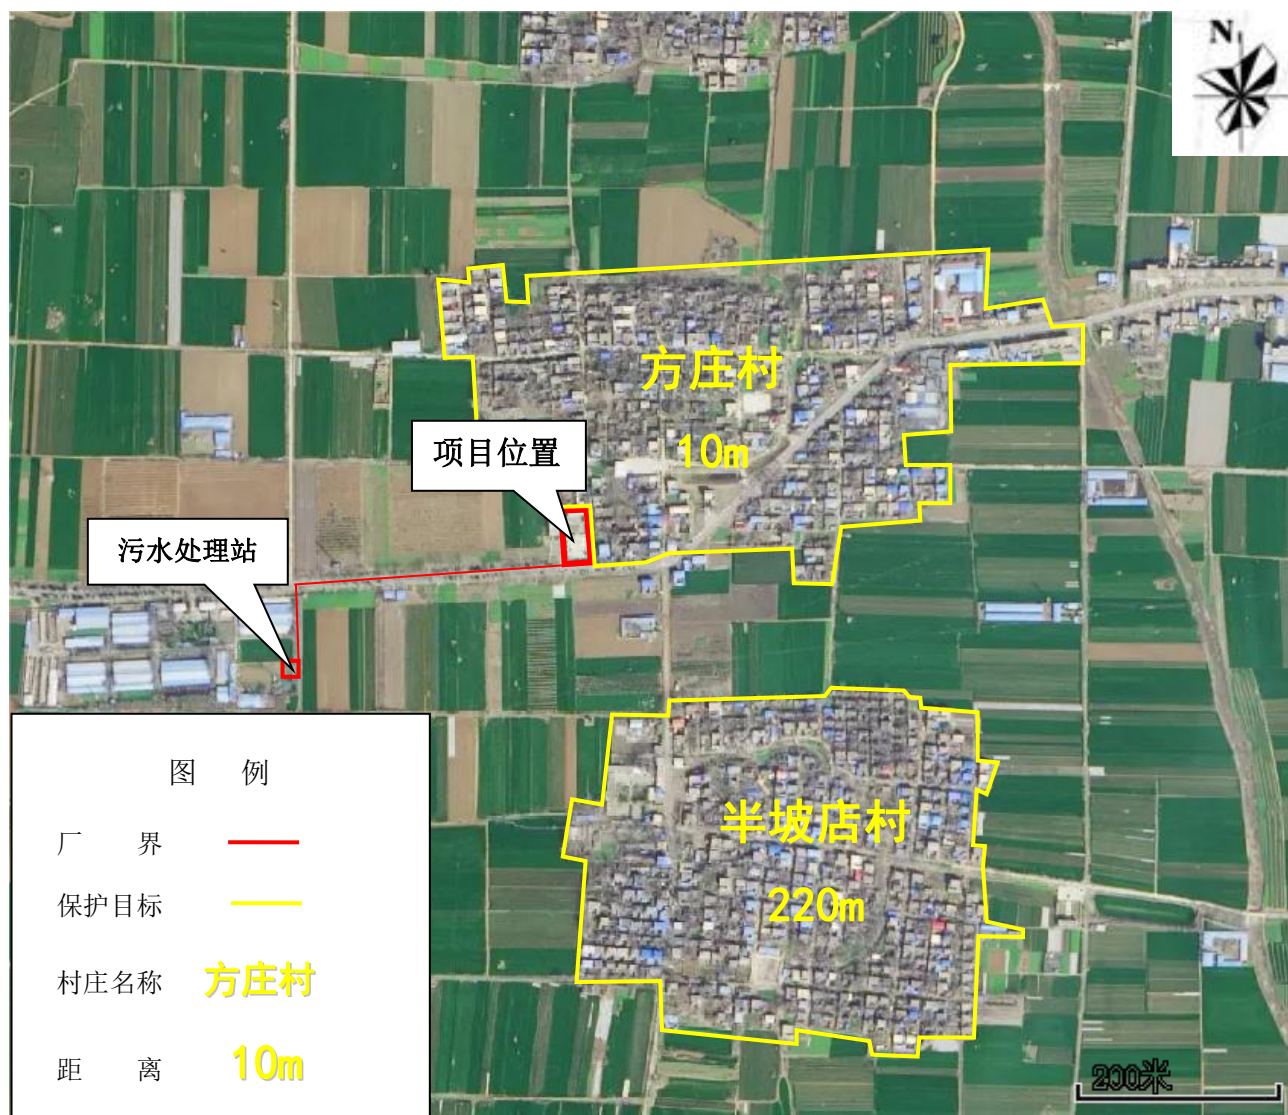 N
方庄村
10m
项目位置
污水处理站
半坡店村
220m
图 例
厂 界
保护目标
村庄名称 方庄村
距 离 10m
200米